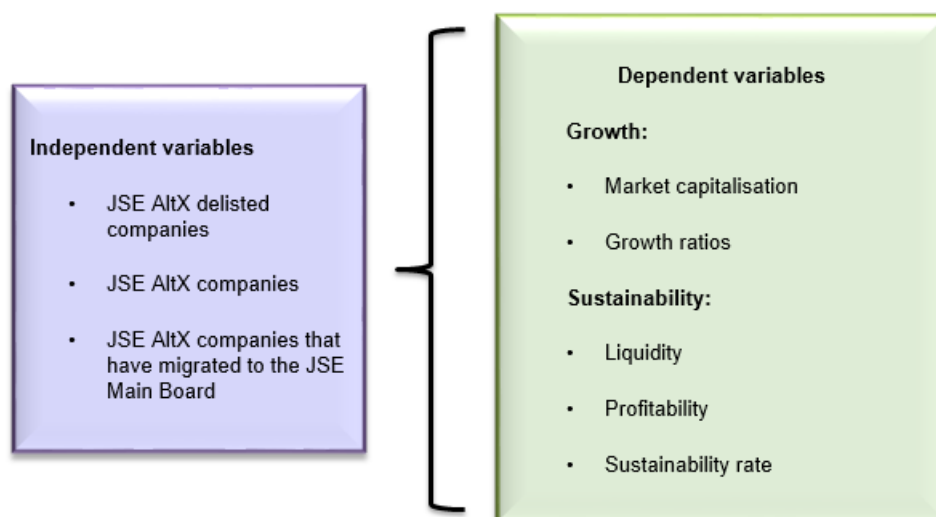 Independent variables
• JSE AltX delisted
companies
• JSE AltX companies
• JSE AltX companies that
have migrated to the JSE
Main Board
Dependent variables
Growth:
• Market capitalisation
• Growth ratios
Sustainability:
• Liquidity
• Profitability
• Sustainability rate